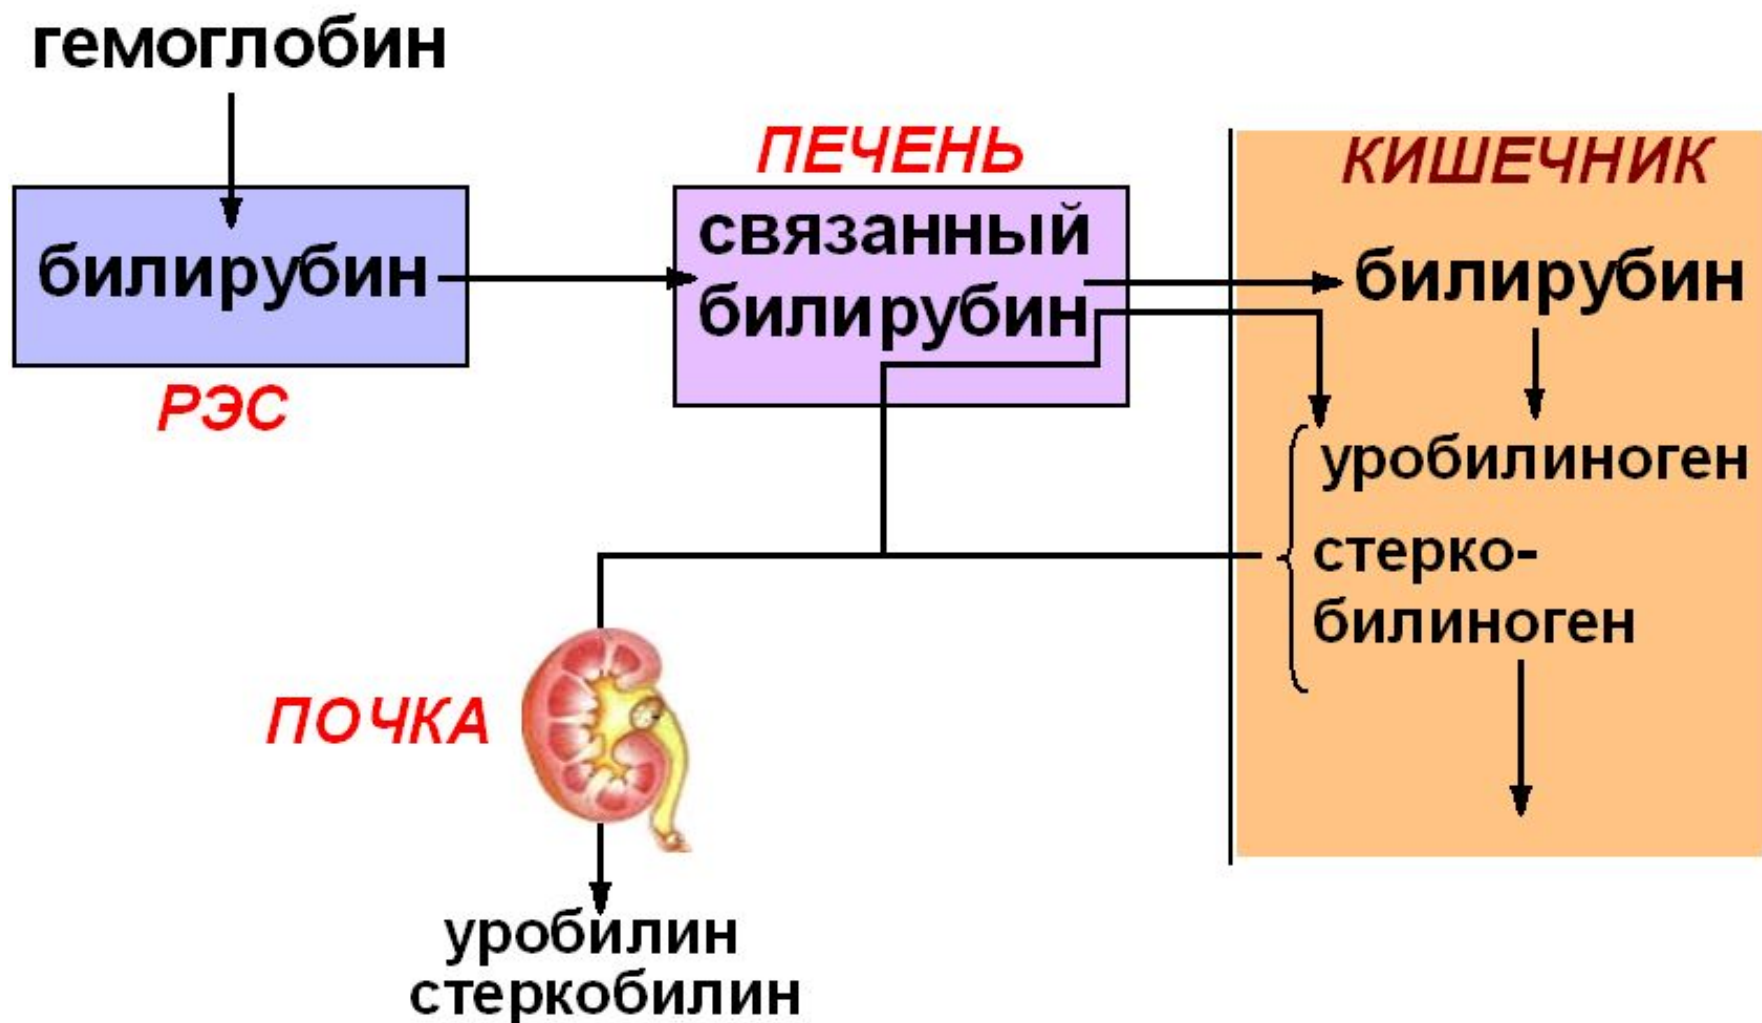 гемоглобин
ПЕЧЕНЬ
КИШЕЧНИК
билирубин
связанный
билирубин
билирубин
РЭС
уробилиноген
стерко-
билиноген
ПОЧКА
уробилин
стеркобилин